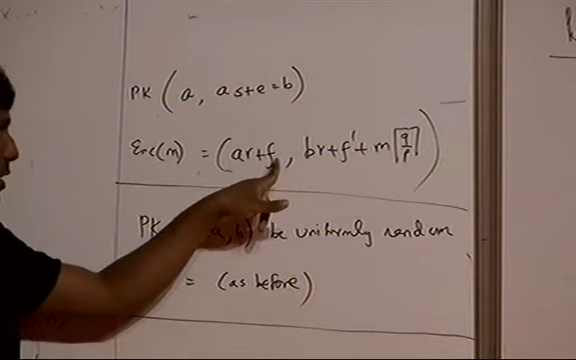 PK (a, as+e=b)
Enc(m) = (ar+f, br+f'+m⌈q/p⌋)
PK a,b) be uniformly random
= (as before)